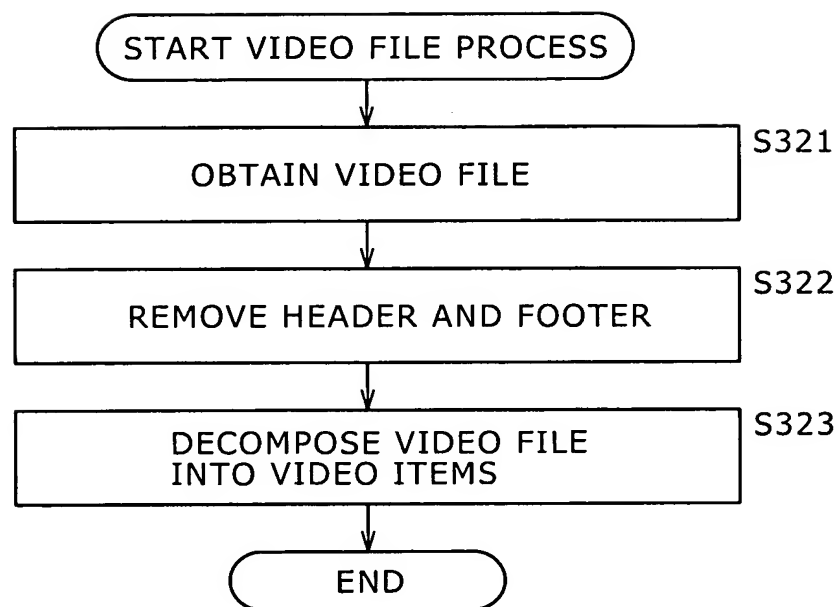 START VIDEO FILE PROCESS
S321
OBTAIN VIDEO FILE
S322
REMOVE HEADER AND FOOTER
S323
DECOMPOSE VIDEO FILE
INTO VIDEO ITEMS
END